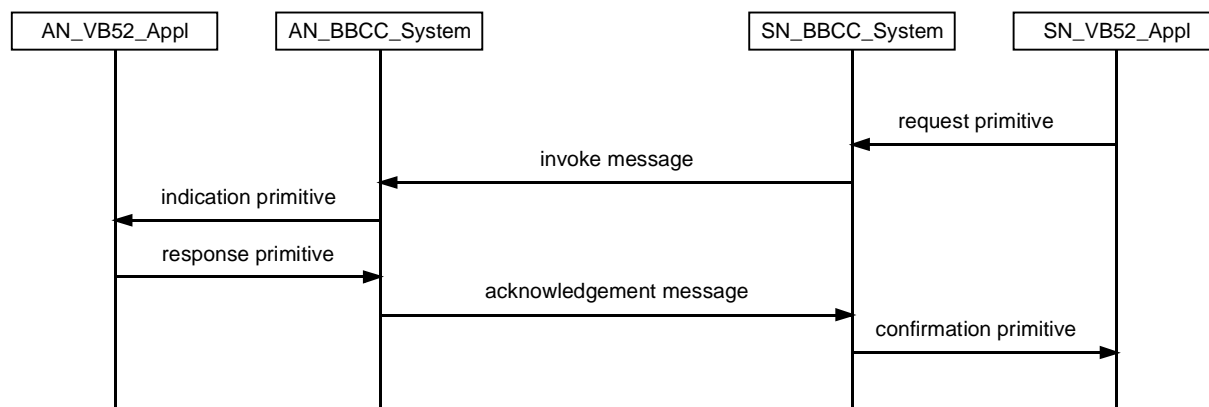 AN_VB52_Appl
AN_BBCC_System
SN_BBCC_System
SN_VB52_Appl
request primitive
invoke message
indication primitive
response primitive
acknowledgement message
confirmation primitive